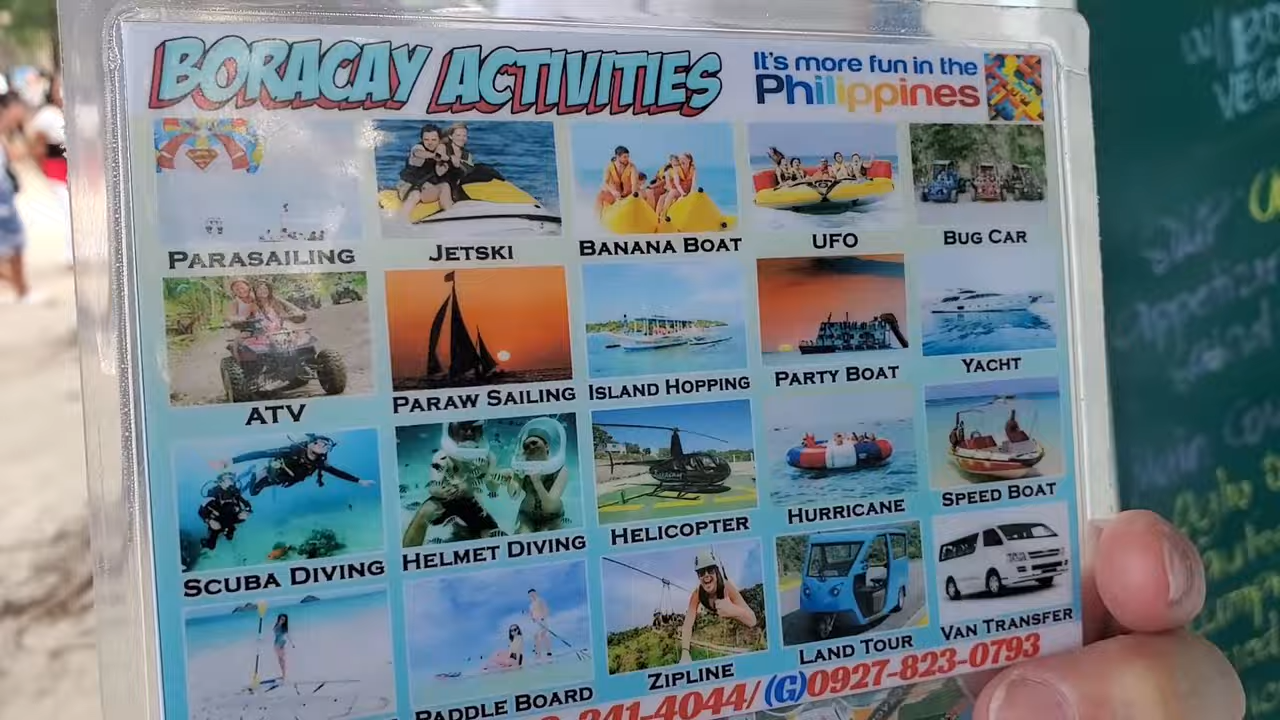 BORACAY ACTIVITIES
It's more fun in the
Philippines
PARASAILING
JETSKI
BANANA BOAT
UFO
BUG CAR
ATV
PARAW SAILING
ISLAND HOPPING
PARTY BOAT
YACHT
SCUBA DIVING
HELMET DIVING
HELICOPTER
HURRICANE
SPEED BOAT
PADDLE BOARD
ZIPLINE
LAND TOUR
VAN TRANSFER
241-4044/(G)0927-823-0793